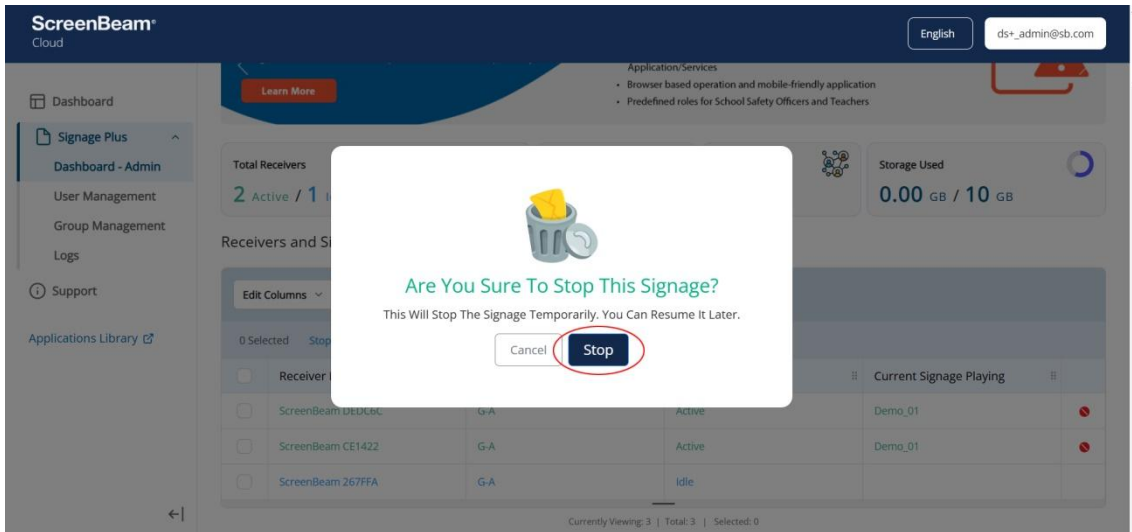 ScreenBeam®
Cloud
English
ds+_admin@sb.com
Dashboard
Signage Plus
Dashboard - Admin
User Management
Group Management
Logs
Support
Applications Library
Learn More
Application/Services
• Browser based operation and mobile-friendly application
• Predefined roles for School Safety Officers and Teachers
Total Receivers
2 Active / 1
Storage Used
0.00 GB / 10 GB
Receivers and
Edit Columns
0 Selected Stop
Are You Sure To Stop This Signage?
This Will Stop The Signage Temporarily. You Can Resume It Later.
Cancel
Stop
Receiver
Current Signage Playing
ScreenBeam DEDC6C G-A Active Demo_01
ScreenBeam CE1422 G-A Active Demo_01
ScreenBeam 267FFA G-A Idle
Currently Viewing: 3 | Total: 3 | Selected: 0